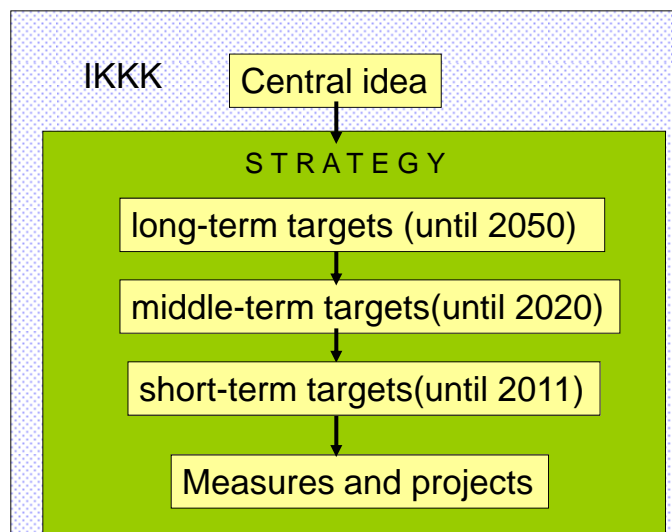 IKKK
Central idea
S T R A T E G Y
long-term targets (until 2050)
middle-term targets(until 2020)
short-term targets(until 2011)
Measures and projects